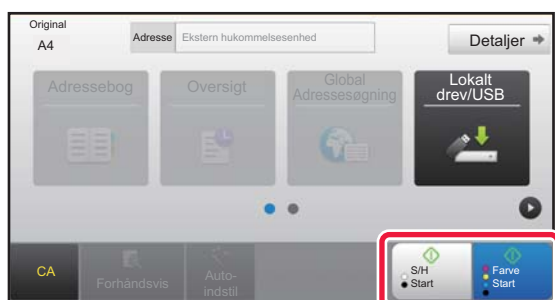 Original
A4
Adresse
Ekstern hukommelsesenhed
Detaljer
Adressebog
Oversigt
Global
Adressesøgning
Lokalt
drev/USB
CA
Forhåndsvis
Auto-
indstil
S/H
Start
Farve
Start